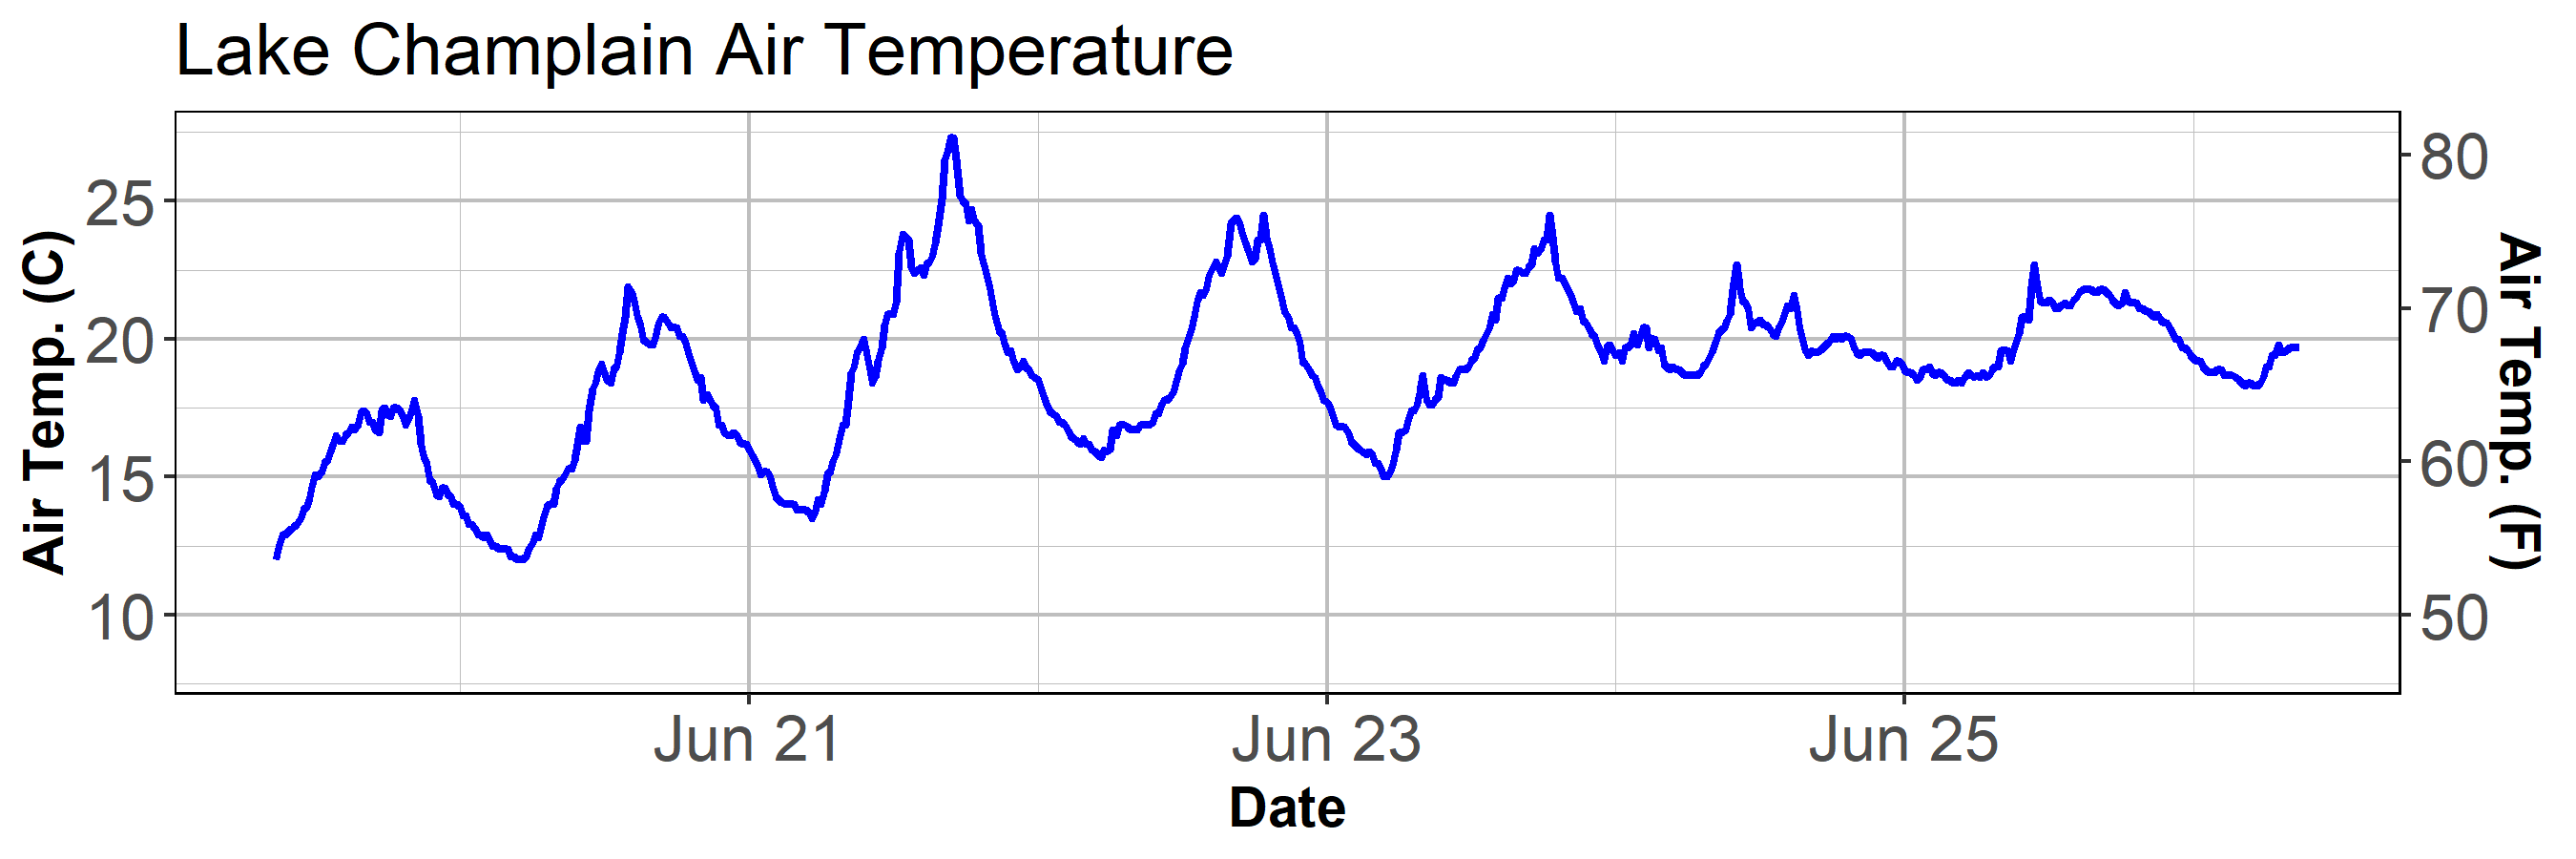 Lake Champlain Air Temperature
Air Temp. (C)
25
20
15
10
80
70
60
50
Air Temp. (F)
Jun 21
Jun 23
Jun 25
Date